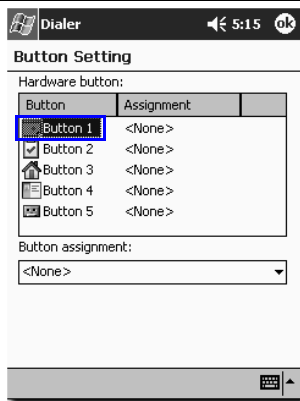 Dialer 5:15 ok
Button Setting
Hardware button:
Button Assignment
Button 1 <None>
Button 2 <None>
Button 3 <None>
Button 4 <None>
Button 5 <None>
Button assignment:
<None>